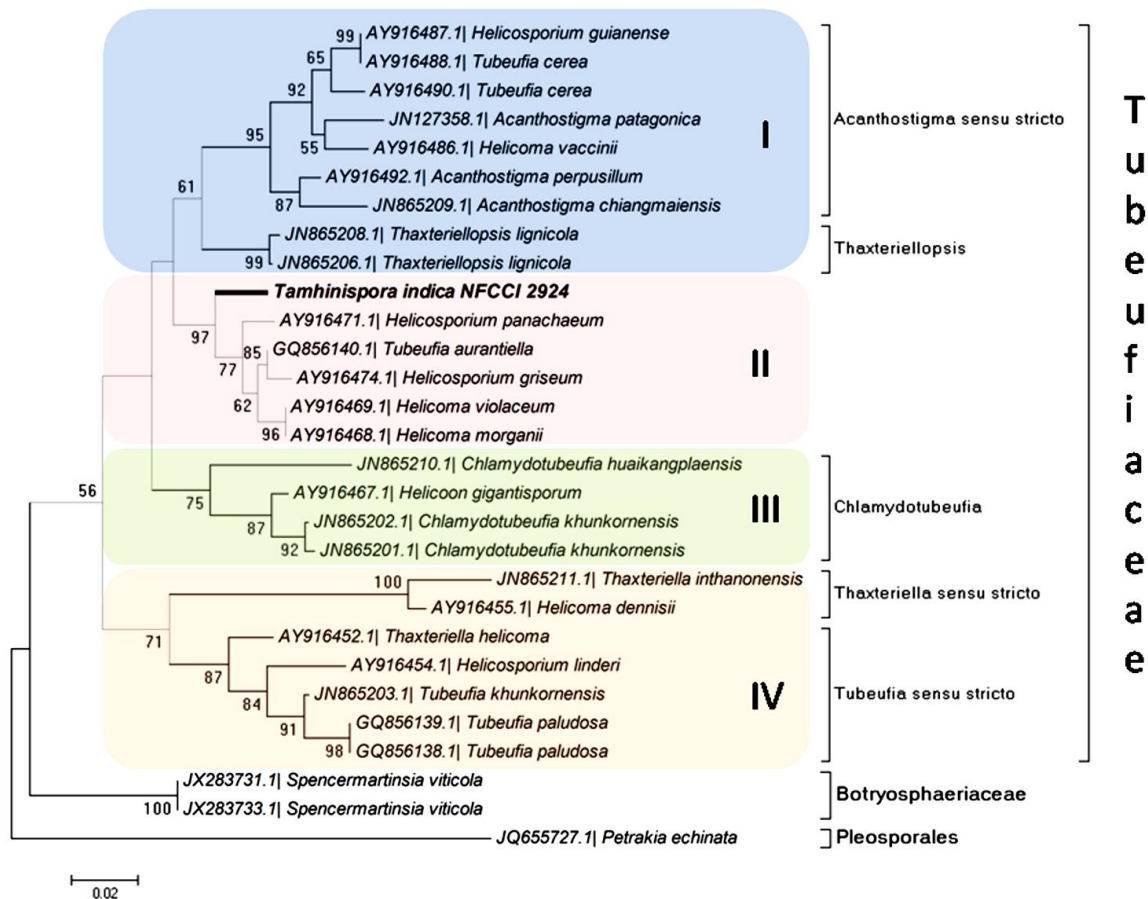 99 AY916487.1| Helicosporium guianense
AY916488.1| Tubeufia cerea
65
AY916490.1| Tubeufia cerea
92
JN127358.1| Acanthostigma patagonica
95
55 AY916486.1| Helicoma vaccinii
AY916492.1| Acanthostigma perpusillum
87
JN865209.1| Acanthostigma chiangmaiensis
61
JN865208.1| Thaxteriellopsis lignicola
99 JN865206.1| Thaxteriellopsis lignicola
I
Acanthostigma sensu stricto
Thaxteriellopsis
Tamhinispora indica NFCCI 2924
97
AY916471.1| Helicosporium panachaeum
77
85 GQ856140.1| Tubeufia aurantiella
AY916474.1| Helicosporium griseum
62
AY916469.1| Helicoma violaceum
96 AY916468.1| Helicoma morganii
II
JN865210.1| Chlamydotubeufia huaikangplaensis
75
AY916467.1| Helicoon gigantisporum
87
JN865202.1| Chlamydotubeufia khunkornensis
92 JN865201.1| Chlamydotubeufia khunkornensis
III
Chlamydotubeufia
56
100 JN865211.1| Thaxteriella inthanonensis
AY916455.1| Helicoma dennisii
Thaxteriella sensu stricto
71
AY916452.1| Thaxteriella helicoma
87
AY916454.1| Helicosporium linderi
84
JN865203.1| Tubeufia khunkornensis
91
GQ856139.1| Tubeufia paludosa
98 GQ856138.1| Tubeufia paludosa
IV
Tubeufia sensu stricto
Tubeufiaceae
JX283731.1| Spencermartinsia viticola
100 JX283733.1| Spencermartinsia viticola
Botryosphaeriaceae
JQ655727.1| Petrakia echinata
Pleosporales
0.02